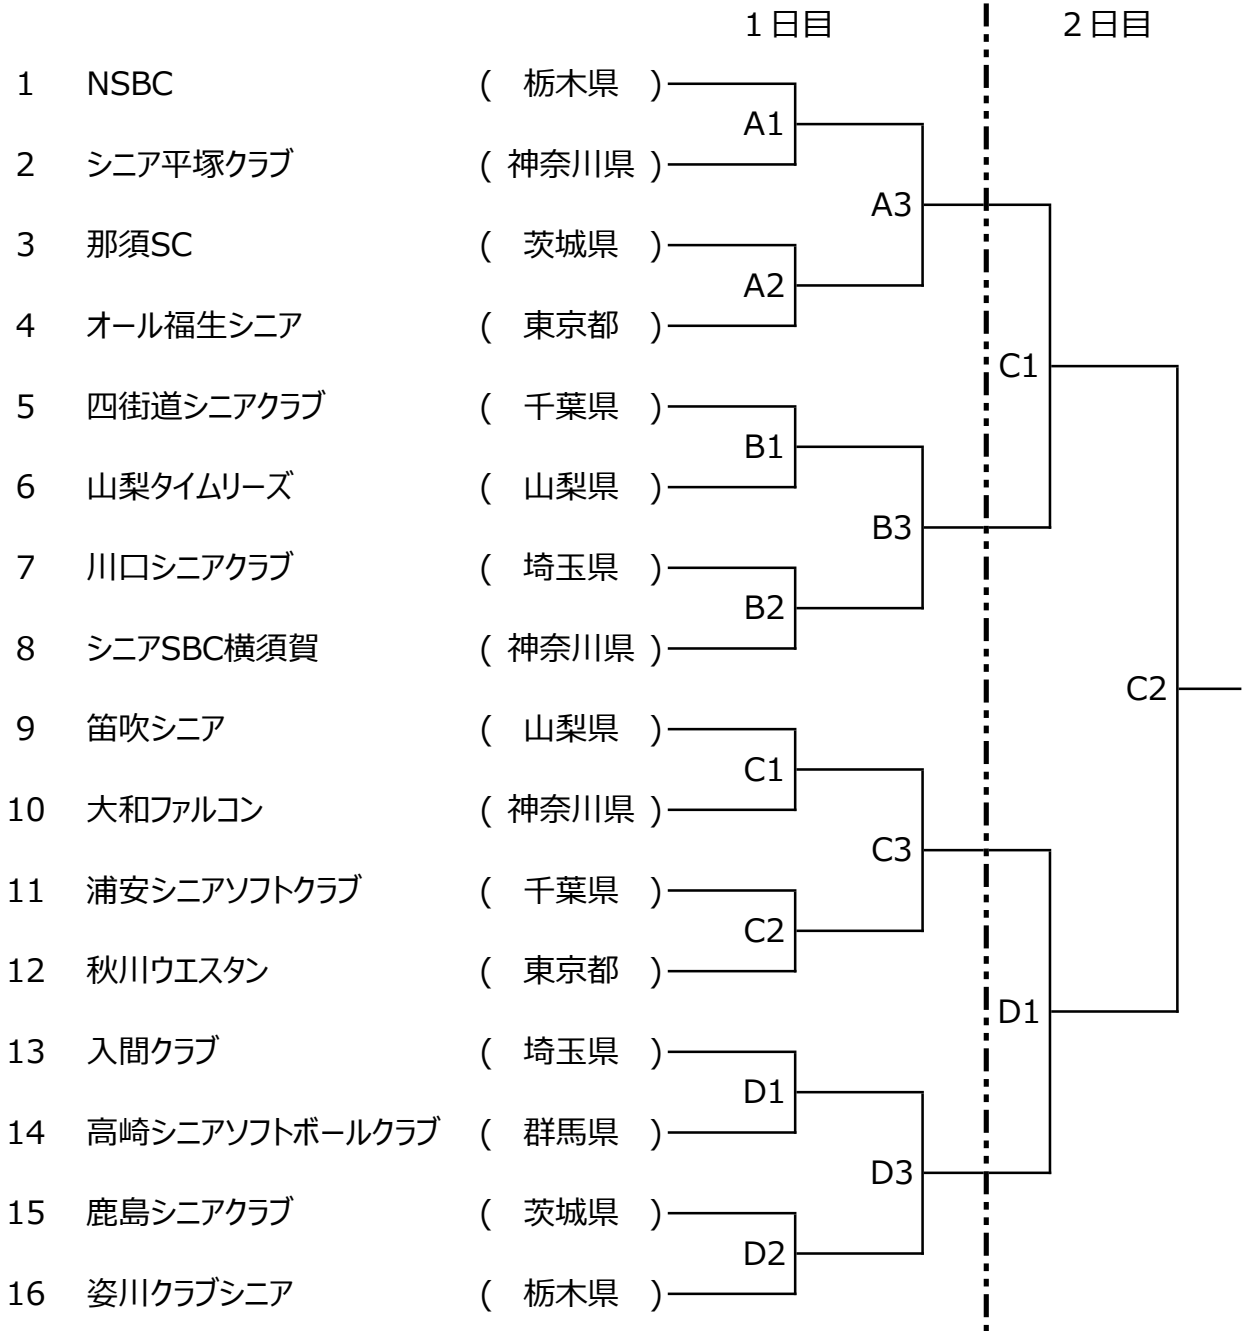 １日目 ２日目
1 NSBC ( 栃木県 )
A1
2 シニア平塚クラブ ( 神奈川県 )
A3
3 那須SC ( 茨城県 )
A2
4 オール福生シニア ( 東京都 )
C1
5 四街道シニアクラブ ( 千葉県 )
B1
6 山梨タイムリーズ ( 山梨県 )
B3
7 川口シニアクラブ ( 埼玉県 )
B2
8 シニアSBC横須賀 ( 神奈川県 )
C2
9 笛吹シニア ( 山梨県 )
C1
10 大和ファルコン ( 神奈川県 )
C3
11 浦安シニアソフトクラブ ( 千葉県 )
C2
12 秋川ウエスタン ( 東京都 )
D1
13 入間クラブ ( 埼玉県 )
D1
14 高崎シニアソフトボールクラブ ( 群馬県 )
D3
15 鹿島シニアクラブ ( 茨城県 )
D2
16 姿川クラブシニア ( 栃木県 )